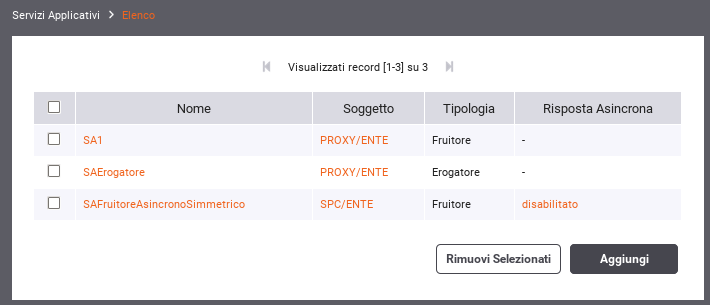 Servizi Applicativi > Elenco
Visualizzati record [1-3] su 3
Nome Soggetto Tipologia Risposta Asincrona
SA1 PROXY/ENTE Fruitore -
SAErogatore PROXY/ENTE Erogatore -
SAFruitoreAsincronoSimmetrico SPC/ENTE Fruitore disabilitato
Rimuovi Selezionati Aggiungi